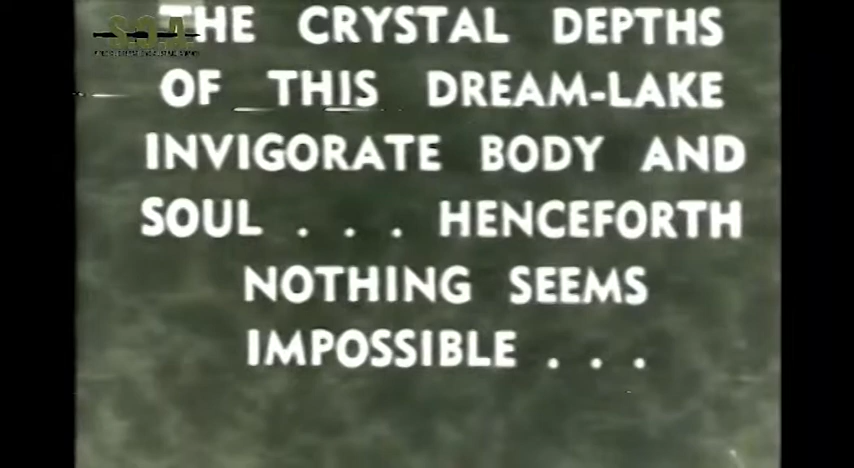 THE CRYSTAL DEPTHS
OF THIS DREAM-LAKE
INVIGORATE BODY AND
SOUL . . . HENCEFORTH
NOTHING SEEMS
IMPOSSIBLE . . .
S.O.A